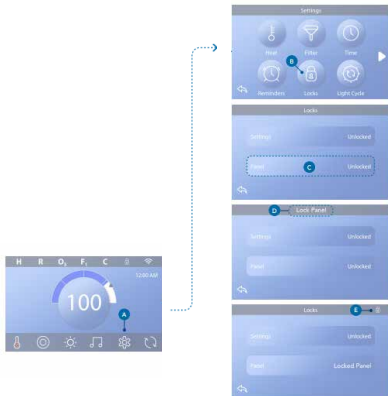 Settings
Heat
Filter
Time
B
Reminders
Locks
Light Cycle
Locks
Settings
Unlocked
Panel
C
Unlocked
D
Lock Panel
Settings
Unlocked
Panel
Unlocked
H R O₃ F₁ C
12:00 AM
100
A
Locks
E
Settings
Unlocked
Panel
Locked Panel